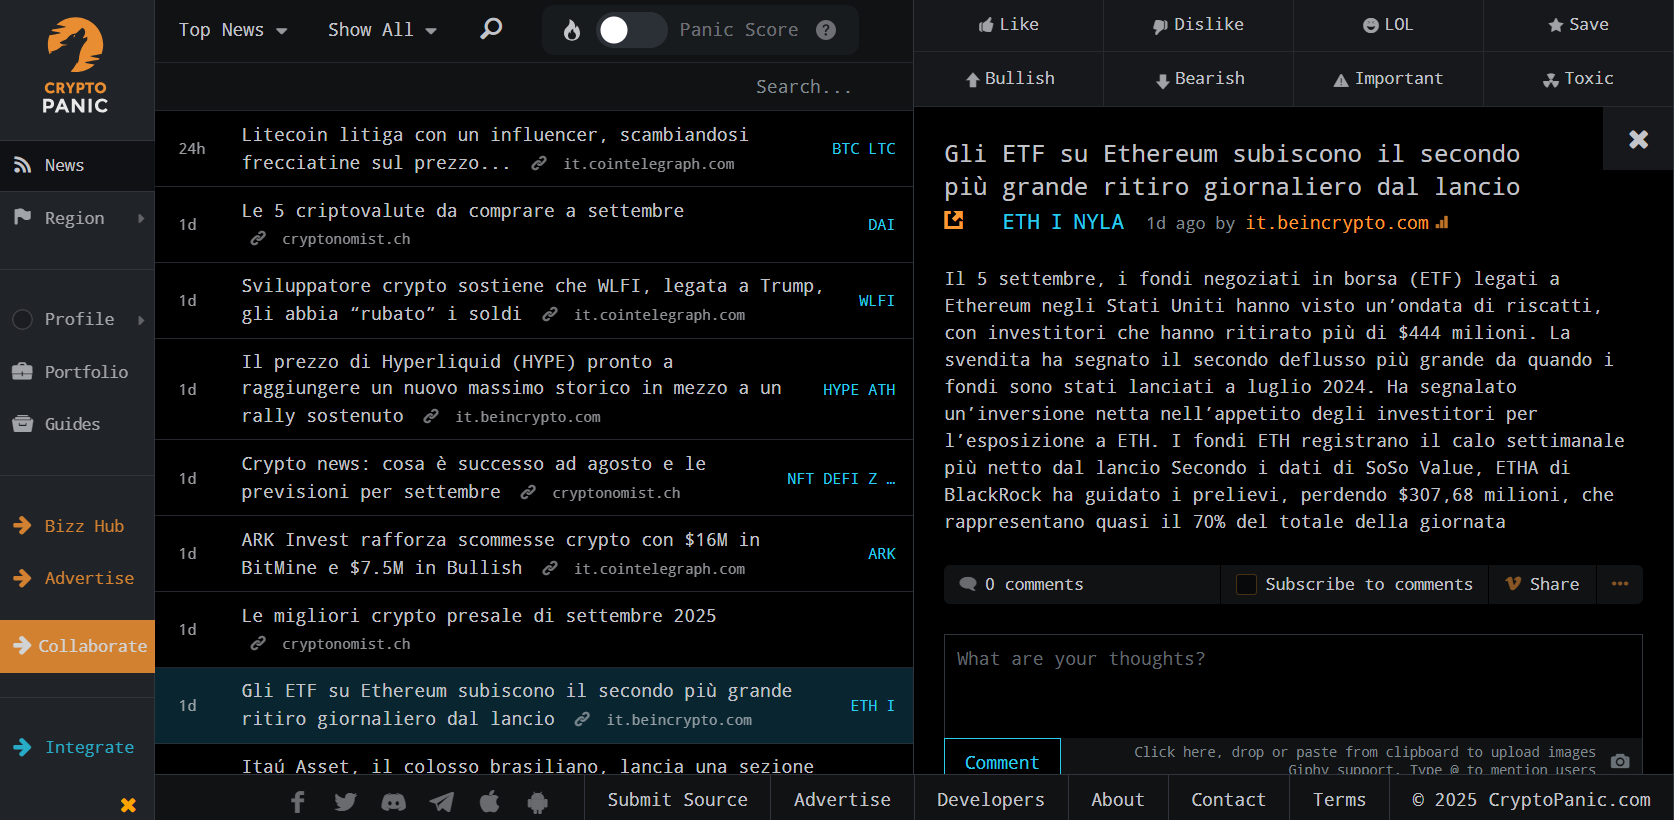 CRYPTO
PANIC
News
Region
Profile
Portfolio
Guides
Bizz Hub
Advertise
Collaborate
Integrate
Top News
Show All
Panic Score ?
Search...
24h
Litecoin litiga con un influencer, scambiandosi
frecciatine sul prezzo... it.cointelegraph.com
BTC LTC
1d
Le 5 criptovalute da comprare a settembre
cryptonomist.ch
DAI
1d
Sviluppatore crypto sostiene che WLFI, legata a Trump,
gli abbia “rubato” i soldi it.cointelegraph.com
WLFI
1d
Il prezzo di Hyperliquid (HYPE) pronto a
raggiungere un nuovo massimo storico in mezzo a un
rally sostenuto it.beincrypto.com
HYPE ATH
1d
Crypto news: cosa è successo ad agosto e le
previsioni per settembre cryptonomist.ch
NFT DEFI Z …
1d
ARK Invest rafforza scommesse crypto con $16M in
BitMine e $7.5M in Bullish it.cointelegraph.com
ARK
1d
Le migliori crypto presale di settembre 2025
cryptonomist.ch
1d
Gli ETF su Ethereum subiscono il secondo più grande
ritiro giornaliero dal lancio it.beincrypto.com
ETH I
Itaú Asset, il colosso brasiliano, lancia una sezione
Like
Dislike
LOL
Save
Bullish
Bearish
Important
Toxic
Gli ETF su Ethereum subiscono il secondo
più grande ritiro giornaliero dal lancio
ETH I NYLA 1d ago by it.beincrypto.com
Il 5 settembre, i fondi negoziati in borsa (ETF) legati a
Ethereum negli Stati Uniti hanno visto un’ondata di riscatti,
con investitori che hanno ritirato più di $444 milioni. La
svendita ha segnato il secondo deflusso più grande da quando i
fondi sono stati lanciati a luglio 2024. Ha segnalato
un’inversione netta nell’appetito degli investitori per
l’esposizione a ETH. I fondi ETH registrano il calo settimanale
più netto dal lancio Secondo i dati di SoSo Value, ETHA di
BlackRock ha guidato i prelievi, perdendo $307,68 milioni, che
rappresentano quasi il 70% del totale della giornata
0 comments
Subscribe to comments
Share
What are your thoughts?
Comment
Click here, drop or paste from clipboard to upload images
Giphy support. Type @ to mention users
Submit Source
Advertise
Developers
About
Contact
Terms
© 2025 CryptoPanic.com